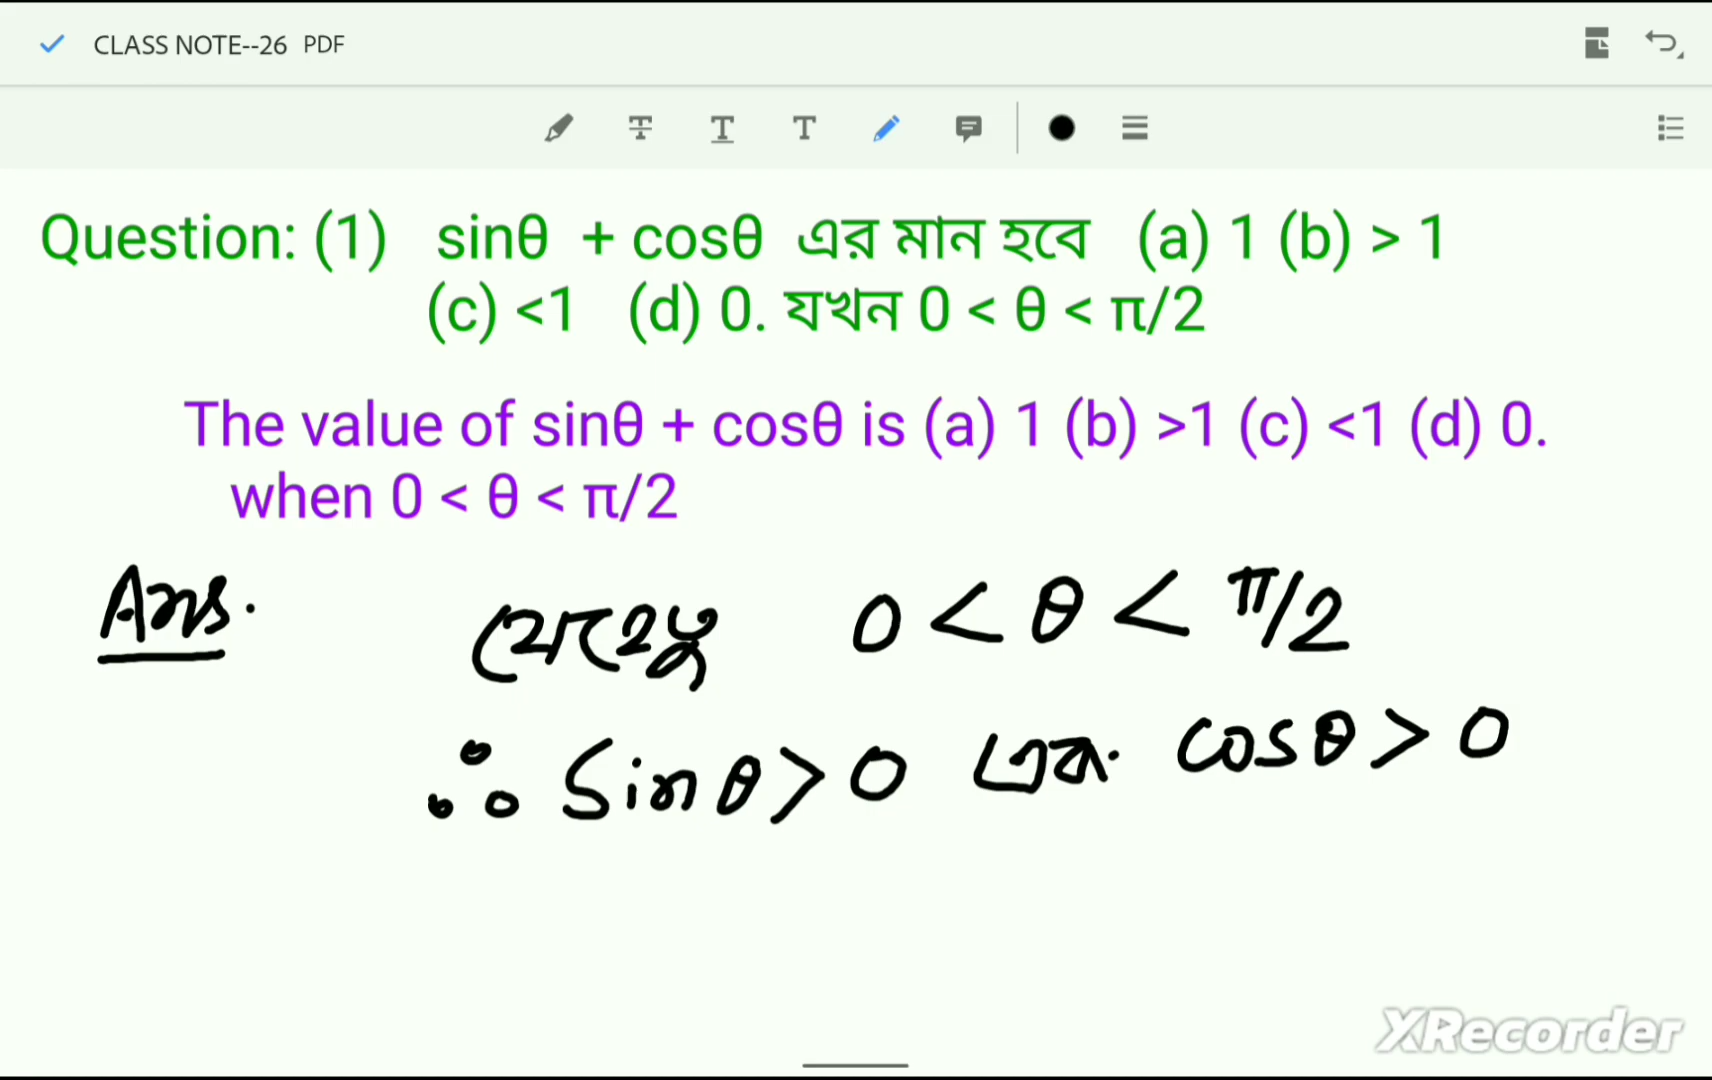 CLASS NOTE--26 PDF
Question: (1) sinθ + cosθ এর মান হবে (a) 1 (b) > 1
(c) <1 (d) 0. যখন 0 < θ < π/2
The value of sinθ + cosθ is (a) 1 (b) >1 (c) <1 (d) 0.
when 0 < θ < π/2
Ans.
যেহেতু 0 < θ < π/2
∴ Sinθ > 0 এবং cosθ > 0
XRecorder